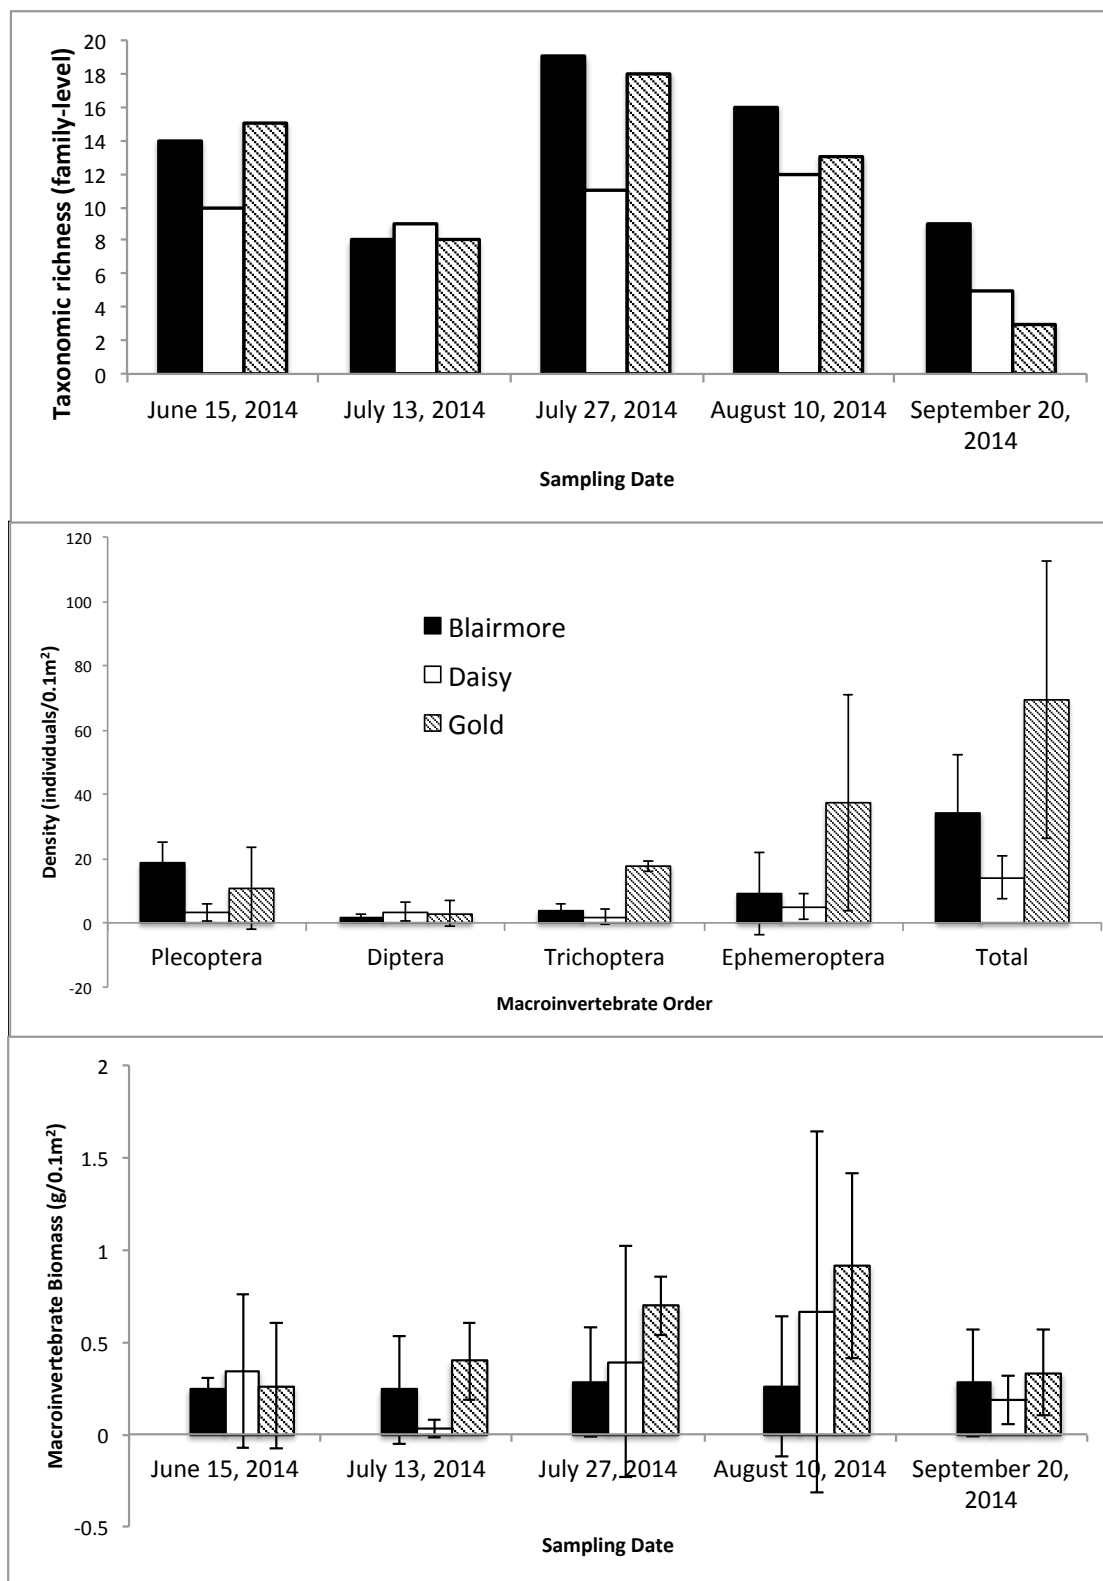 Taxonomic richness (family-level)
20
18
16
14
12
10
8
6
4
2
0
June 15, 2014
July 13, 2014
July 27, 2014
August 10, 2014
September 20,
2014
Sampling Date
Density (individuals/0.1m²)
120
100
80
60
40
20
0
-20
Blairmore
Daisy
Gold
Plecoptera
Diptera
Trichoptera
Ephemeroptera
Total
Macroinvertebrate Order
Macroinvertebrate Biomass (g/0.1m²)
2
1.5
1
0.5
0
-0.5
June 15, 2014
July 13, 2014
July 27, 2014
August 10, 2014
September 20,
2014
Sampling Date